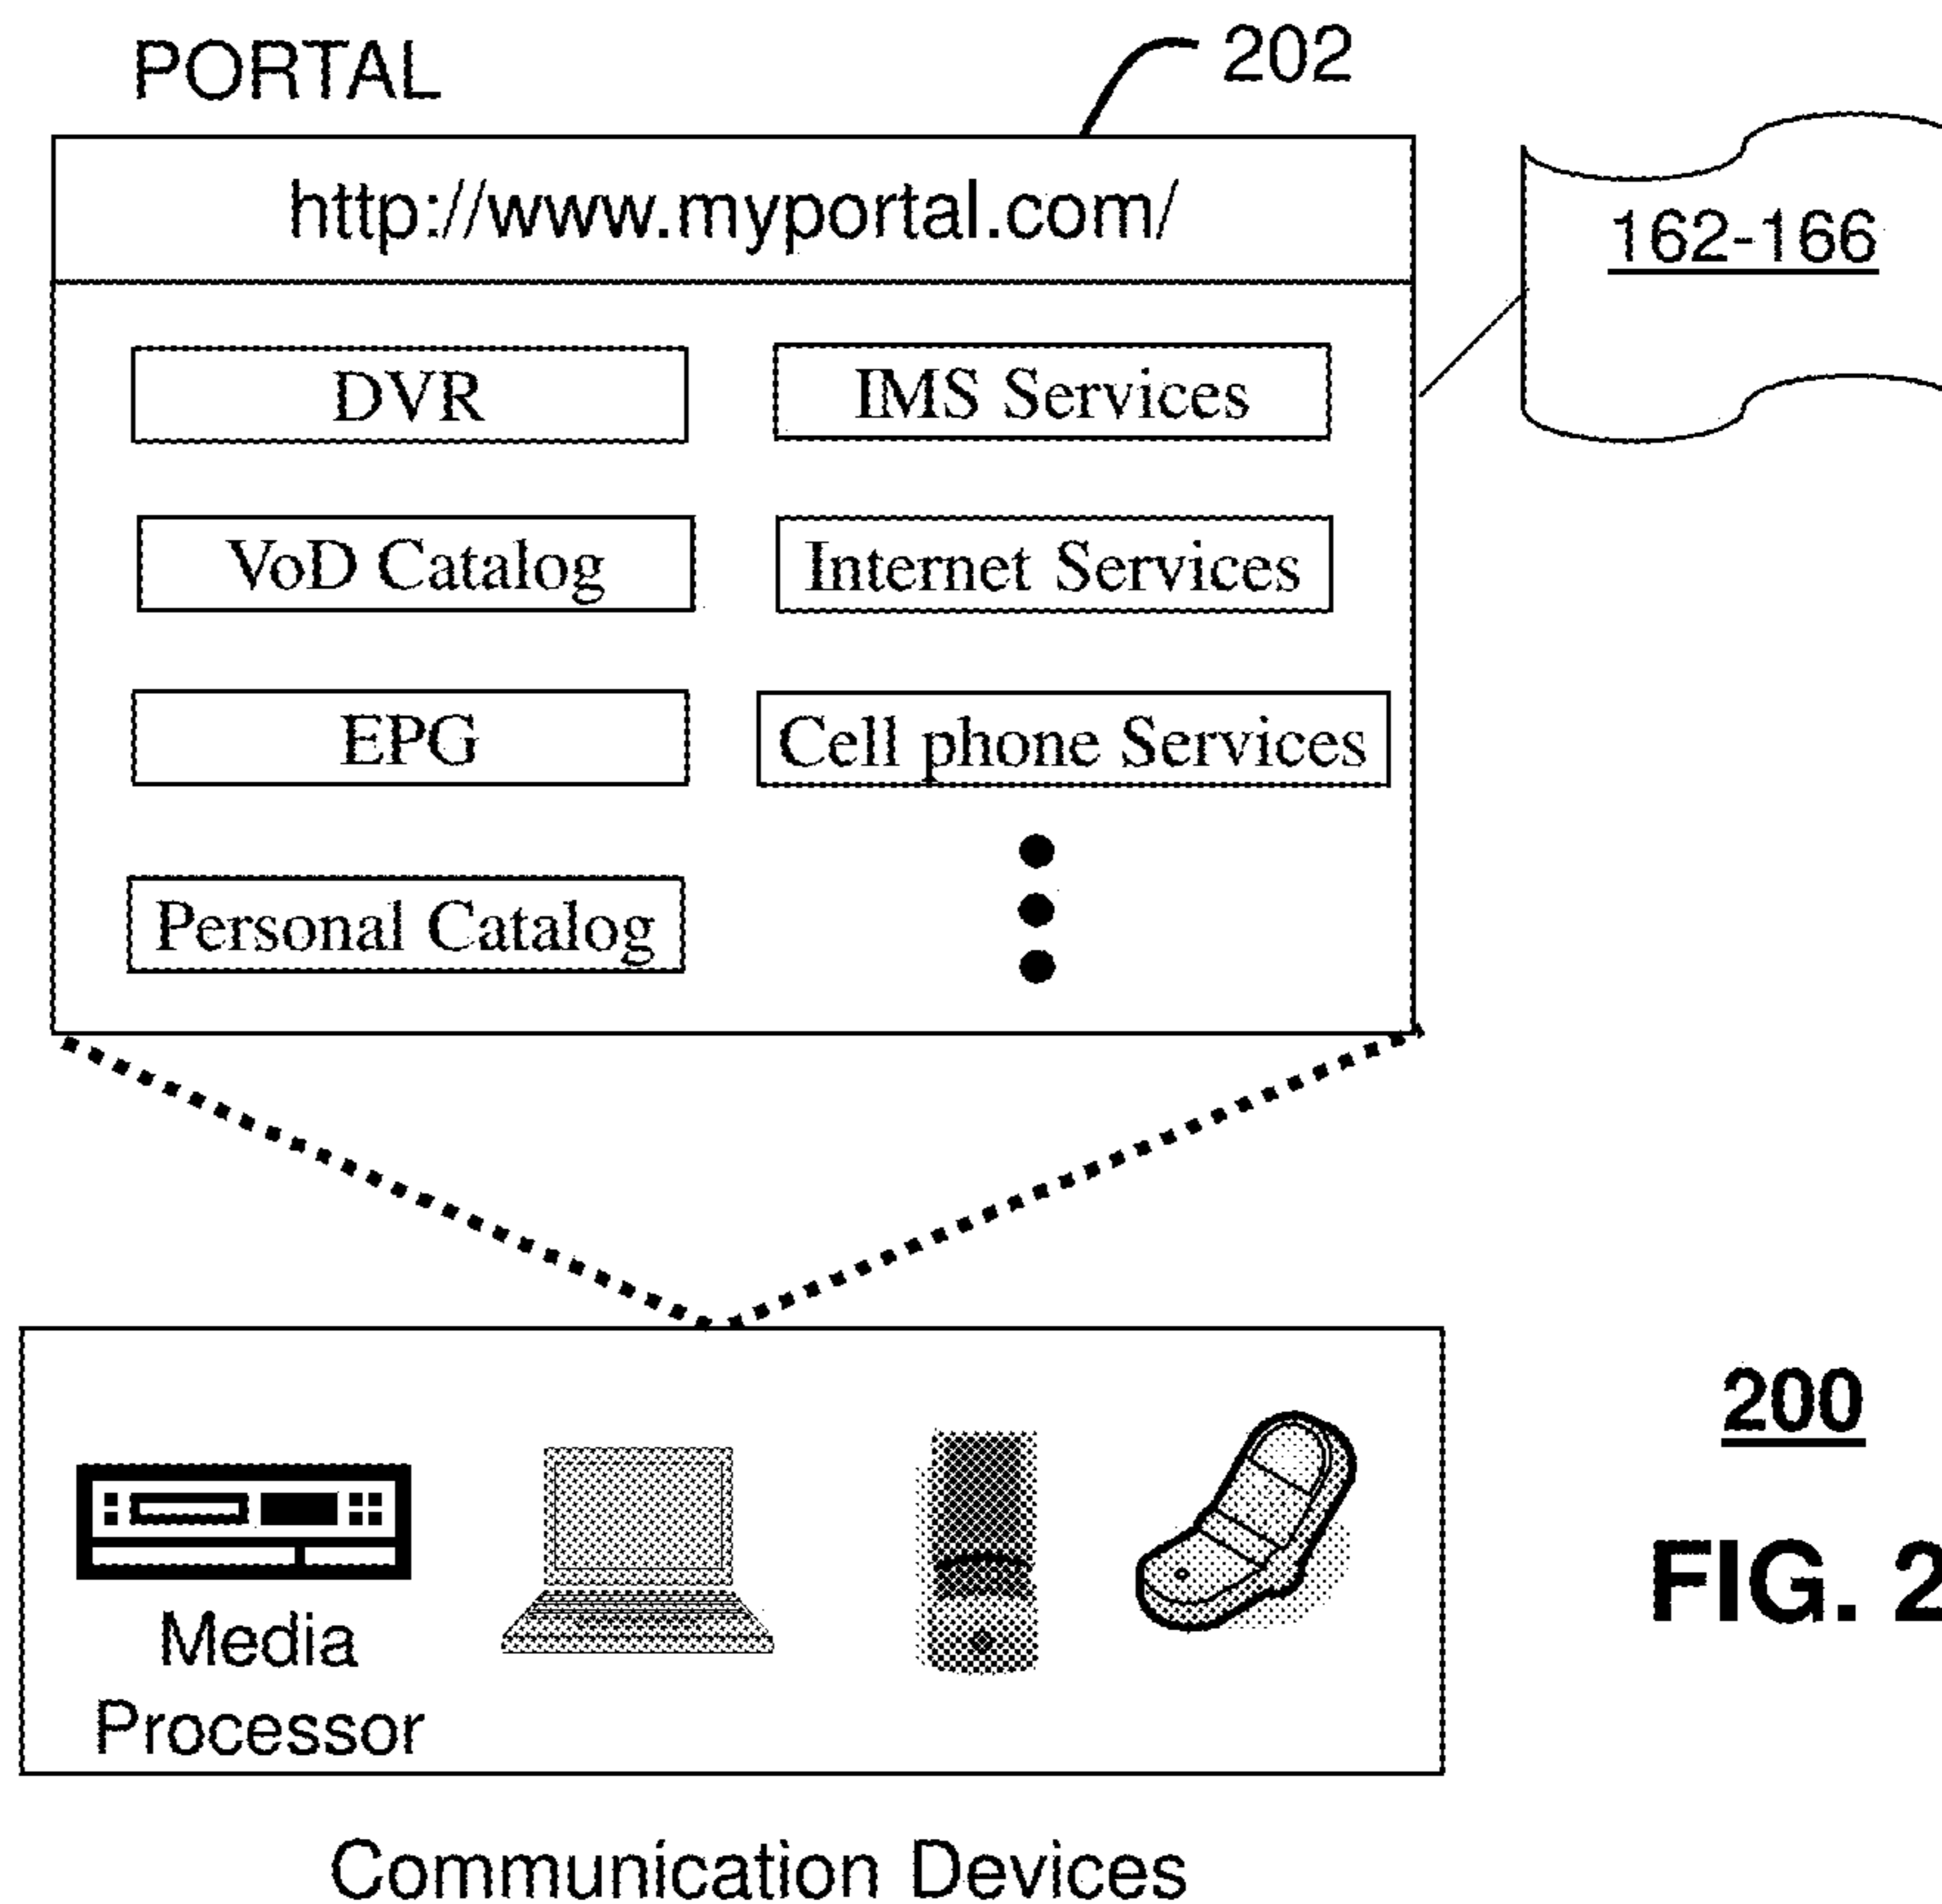 PORTAL
202
http://www.myportal.com/
162-166
DVR
IMS Services
VoD Catalog
Internet Services
EPG
Cell phone Services
Personal Catalog
200
FIG. 2
Media
Processor
Communication Devices